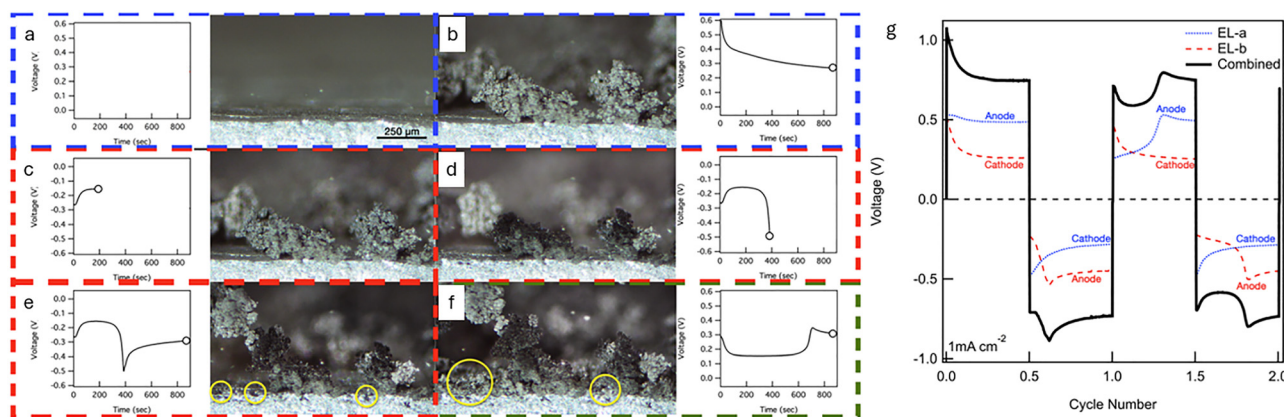 a
Voltage (V)
0.6
0.5
0.4
0.3
0.2
0.1
0.0
0 200 400 600 800
Time (sec)
250 µm
b
Voltage (V)
0.6
0.5
0.4
0.3
0.2
0.1
0.0
0 200 400 600 800
Time (sec)
c
Voltage (V)
-0.0
-0.1
-0.2
-0.3
-0.4
-0.5
-0.6
0 200 400 600 800
Time (sec)
d
Voltage (V)
-0.0
-0.1
-0.2
-0.3
-0.4
-0.5
-0.6
0 200 400 600 800
Time (sec)
e
Voltage (V)
-0.0
-0.1
-0.2
-0.3
-0.4
-0.5
-0.6
0 200 400 600 800
Time (sec)
f
Voltage (V)
0.6
0.5
0.4
0.3
0.2
0.1
0.0
0 200 400 600 800
Time (sec)
g
EL-a
EL-b
Combined
1.0
0.5
0.0
-0.5
-1.0
Voltage (V)
Anode
Cathode
Cathode
Anode
Anode
Cathode
Cathode
Anode
1mA cm⁻²
0.0 0.5 1.0 1.5 2.0
Cycle Number